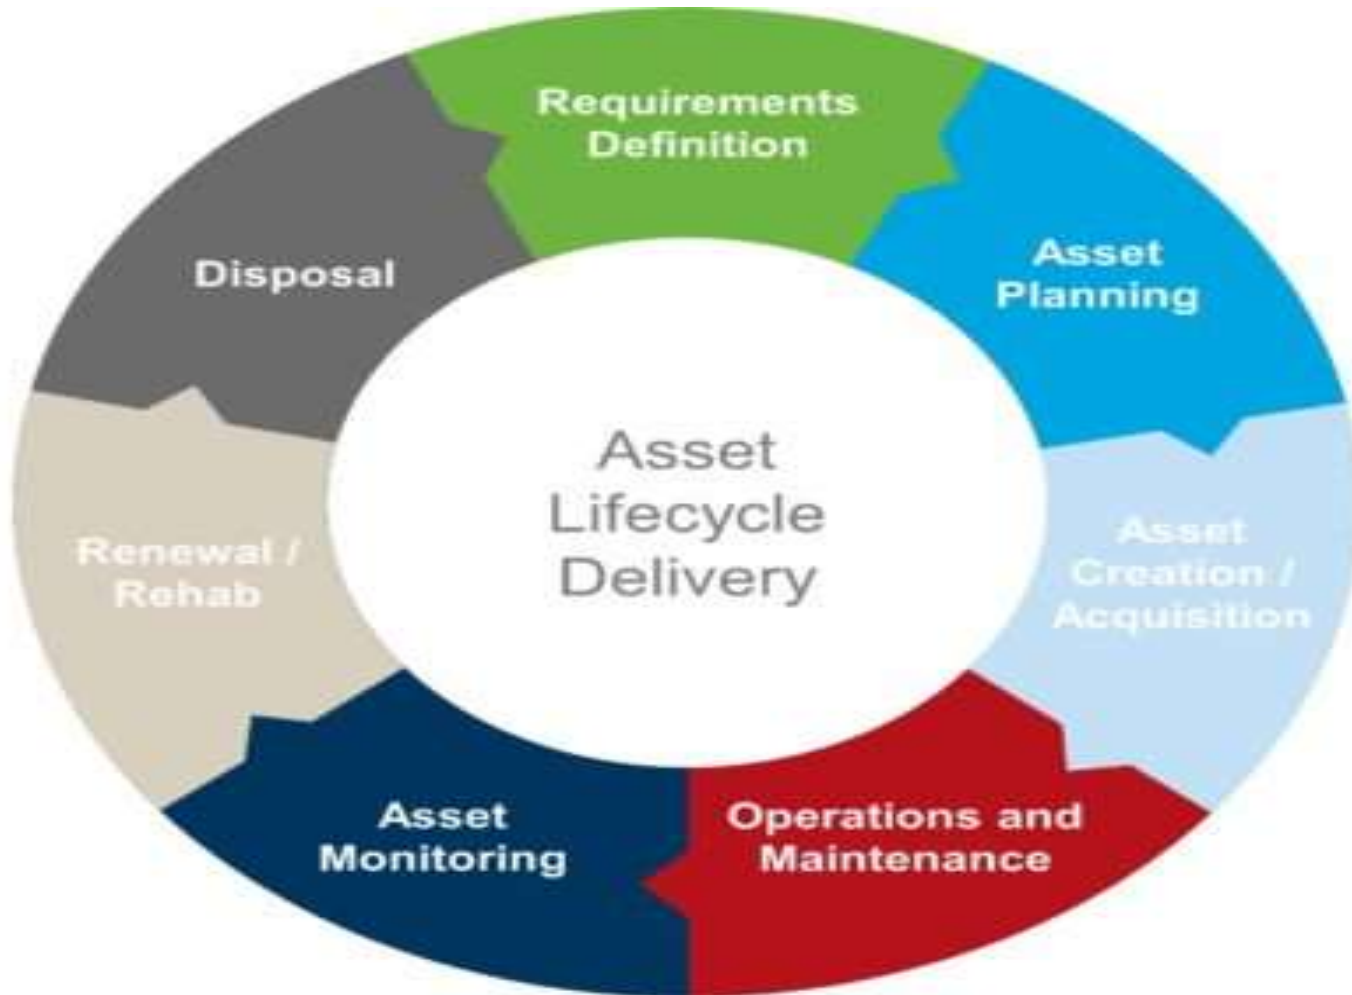 Requirements
Definition
Asset
Planning
Asset
Creation /
Acquisition
Operations and
Maintenance
Asset
Monitoring
Renewal /
Rehab
Disposal
Asset
Lifecycle
Delivery